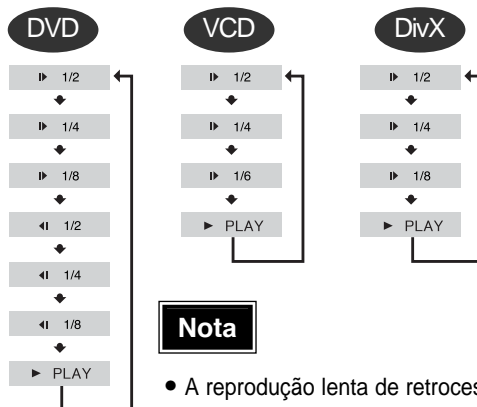 DVD
I▶ 1/2
I▶ 1/4
I▶ 1/8
◀I 1/2
◀I 1/4
◀I 1/8
► PLAY
VCD
I▶ 1/2
I▶ 1/4
I▶ 1/6
► PLAY
DivX
I▶ 1/2
I▶ 1/4
I▶ 1/8
► PLAY
Nota
• A reprodução lenta de retroces